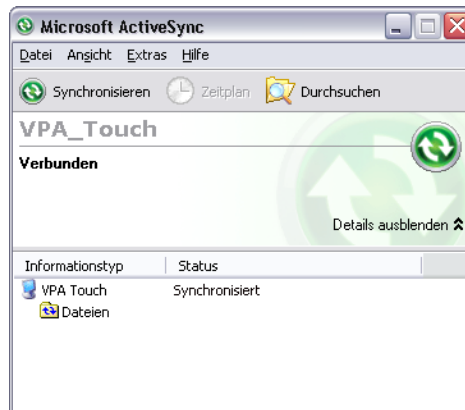 Microsoft ActiveSync
Datei Ansicht Extras Hilfe
Synchronisieren Zeitplan Durchsuchen
VPA_Touch
Verbunden
Details ausblenden
Informationstyp Status
VPA Touch Synchronisiert
Dateien